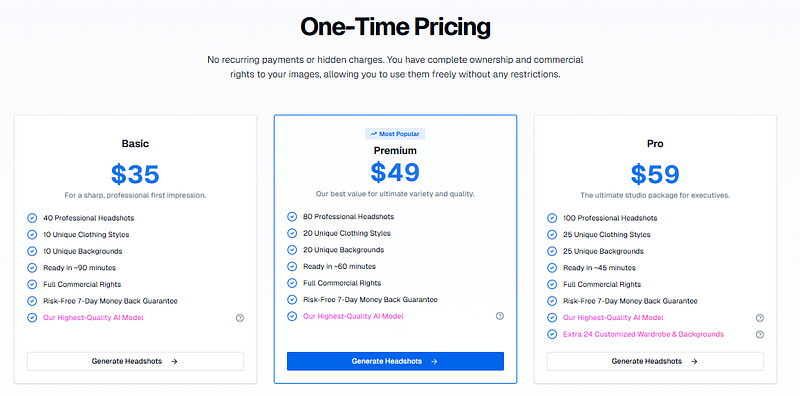 One-Time Pricing
No recurring payments or hidden charges. You have complete ownership and commercial
rights to your images, allowing you to use them freely without any restrictions.
Basic
$35
For a sharp, professional first impression.
40 Professional Headshots
10 Unique Clothing Styles
10 Unique Backgrounds
Ready in ~90 minutes
Full Commercial Rights
Risk-Free 7-Day Money Back Guarantee
Our Highest-Quality AI Model
Generate Headshots →
Most Popular
Premium
$49
Our best value for ultimate variety and quality.
80 Professional Headshots
20 Unique Clothing Styles
20 Unique Backgrounds
Ready in ~60 minutes
Full Commercial Rights
Risk-Free 7-Day Money Back Guarantee
Our Highest-Quality AI Model
Generate Headshots →
Pro
$59
The ultimate studio package for executives.
100 Professional Headshots
25 Unique Clothing Styles
25 Unique Backgrounds
Ready in ~45 minutes
Full Commercial Rights
Risk-Free 7-Day Money Back Guarantee
Our Highest-Quality AI Model
Extra 24 Customized Wardrobe & Backgrounds
Generate Headshots →